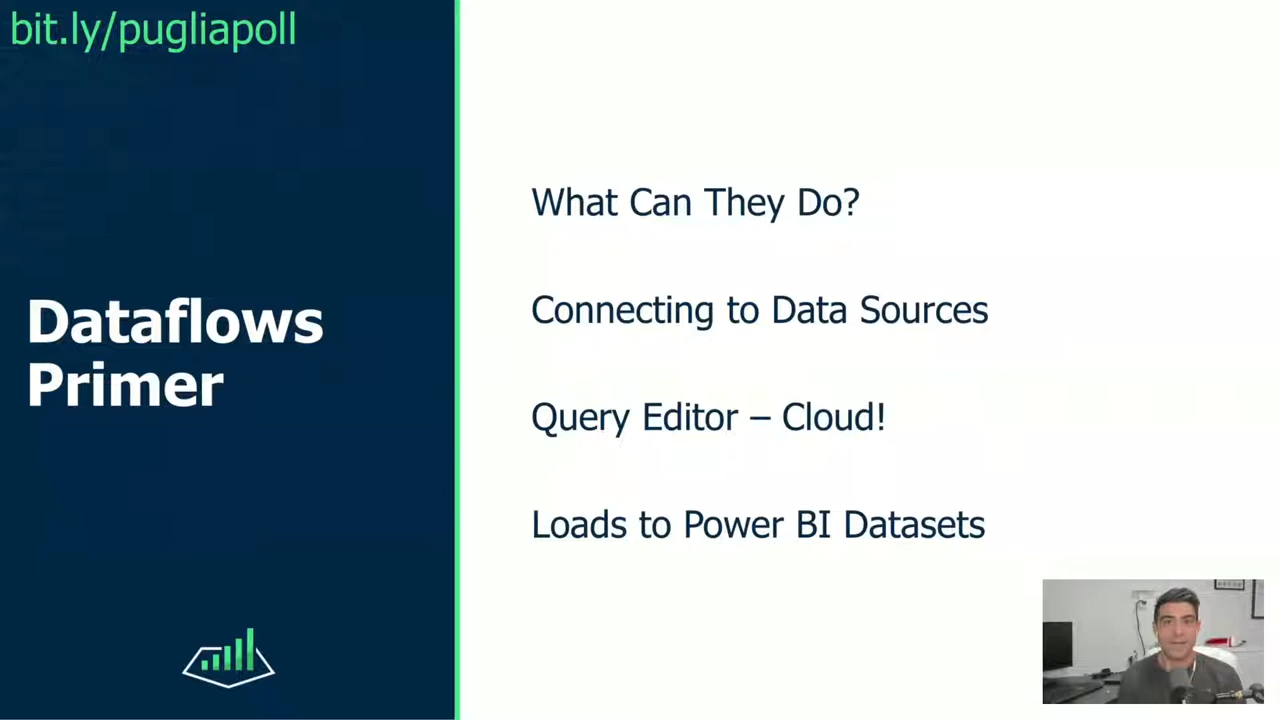 bit.ly/pugliapoll
Dataflows
Primer
What Can They Do?
Connecting to Data Sources
Query Editor – Cloud!
Loads to Power BI Datasets